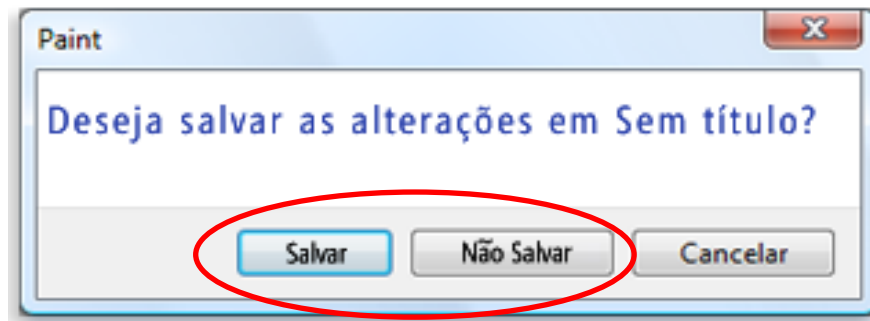 Paint
Deseja salvar as alterações em Sem título?
Salvar Não Salvar Cancelar